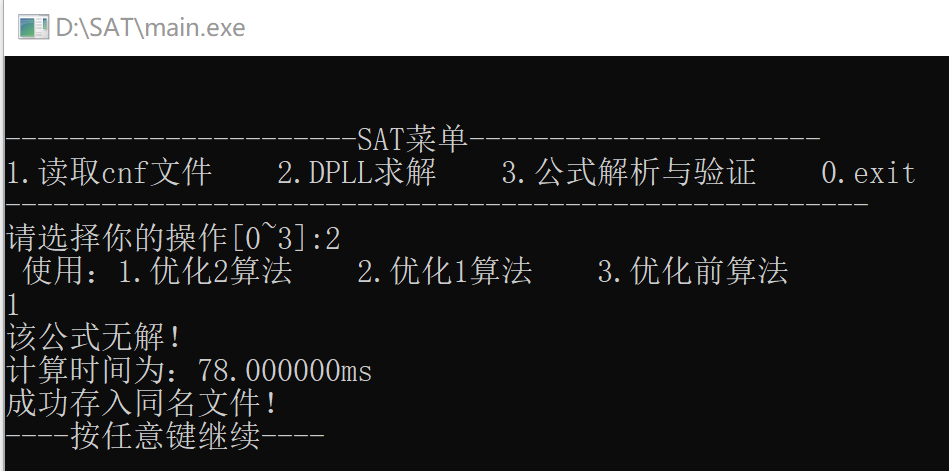 D:\SAT\main.exe
----------------------SAT菜单----------------------
1.读取cnf文件    2.DPLL求解    3.公式解析与验证    0.exit
------------------------------------------------------
请选择你的操作[0~3]:2
 使用：1.优化2算法    2.优化1算法    3.优化前算法
1
该公式无解！
计算时间为：78.000000ms
成功存入同名文件！
----按任意键继续----